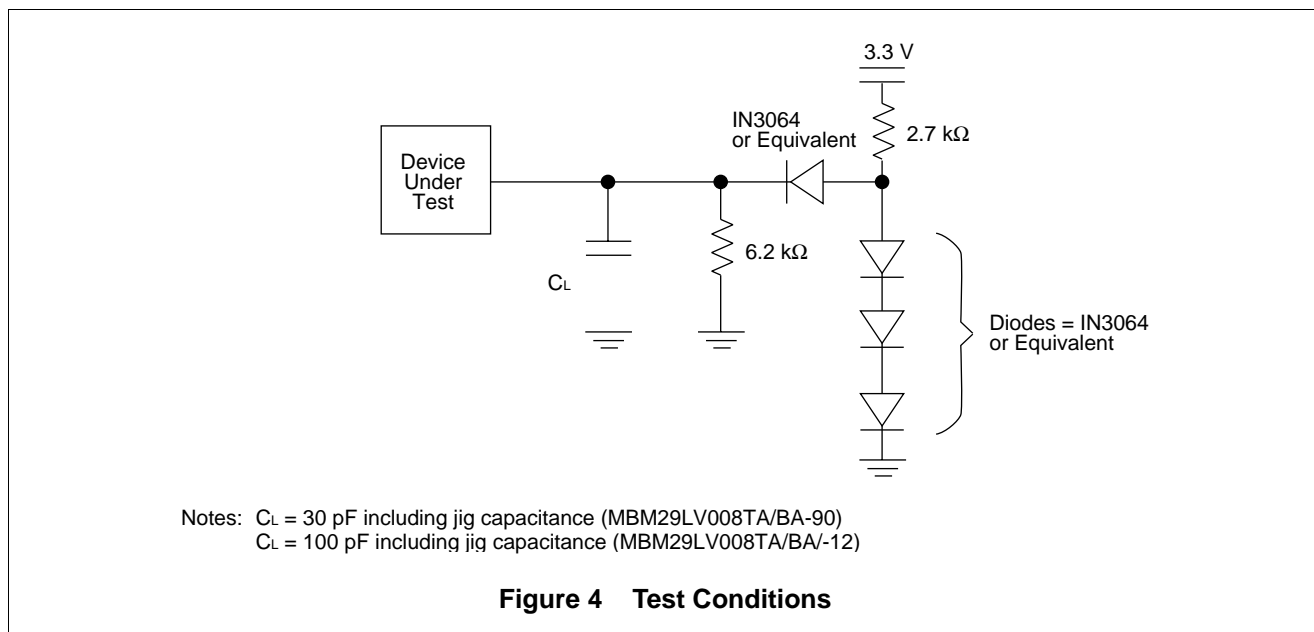 3.3 V
IN3064
or Equivalent
2.7 kΩ
Device
Under
Test
6.2 kΩ
CL
Diodes = IN3064
or Equivalent
Notes: CL = 30 pF including jig capacitance (MBM29LV008TA/BA-90)
CL = 100 pF including jig capacitance (MBM29LV008TA/BA/-12)
Figure 4 Test Conditions